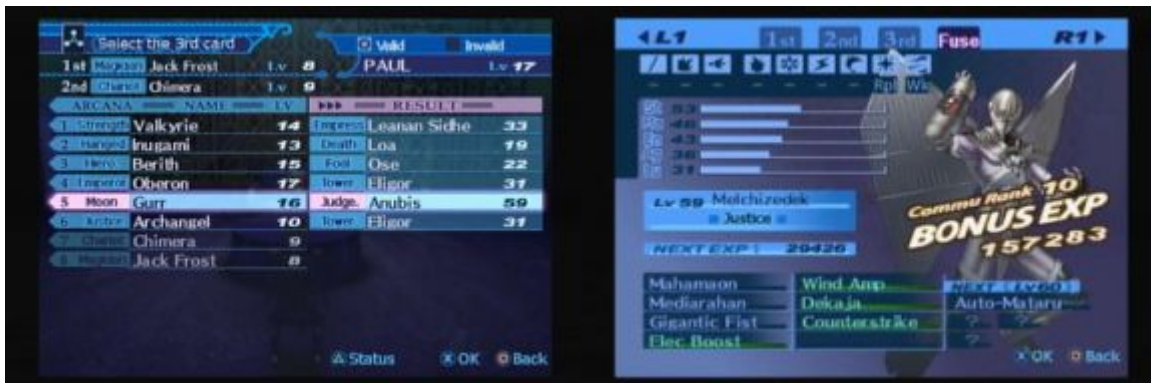 Select the 3rd card
Valid Invalid
1st Magician Jack Frost Lv 8
PAUL Lv 17
2nd Chariot Chimera Lv 9
ARCANA NAME LV
RESULT
1 Strength Valkyrie 14 Empress Leanan Sidhe 33
2 Hanged Inugami 13 Death Loa 19
3 Hiero Berith 15 Fool Ose 22
4 Emperor Oberon 17 Tower Eligor 31
5 Moon Gurr 16 Judge. Anubis 59
6 Justice Archangel 10 Tower Eligor 31
7 Chariot Chimera 9
8 Magician Jack Frost 8
Status OK Back
L1 1st 2nd 3rd Fuse R1
Rpl Wk
53
46
43
36
31
Lv 59 Melchizedek
Justice
NEXT EXP 29426
Commu Rank 10
BONUS EXP
157283
Mahamaon Wind Amp NEXT (Lv60)
Mediarahan Dekaja Auto-Mataru
Gigantic Fist Counterstrike ? ?
Elec Boost ?
OK Back